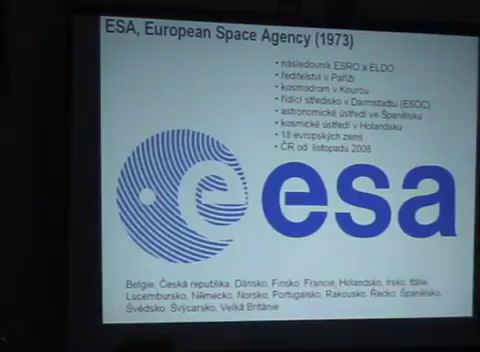 ESA, European Space Agency (1973)
• následovník ESRO a ELDO
• ředitelství v Paříži
• kosmodrom v Kourou
• řídící středisko v Darmstadtu (ESOC)
• astronomické ústředí ve Španělsku
• kosmické ústředí v Holandsku
• 18 evropských zemí
• ČR od listopadu 2008
esa
Belgie, Česká republika, Dánsko, Finsko, Francie, Holandsko, Irsko, Itálie,
Lucembursko, Německo, Norsko, Portugalsko, Rakousko, Řecko, Španělsko,
Švédsko, Švýcarsko, Velká Británie